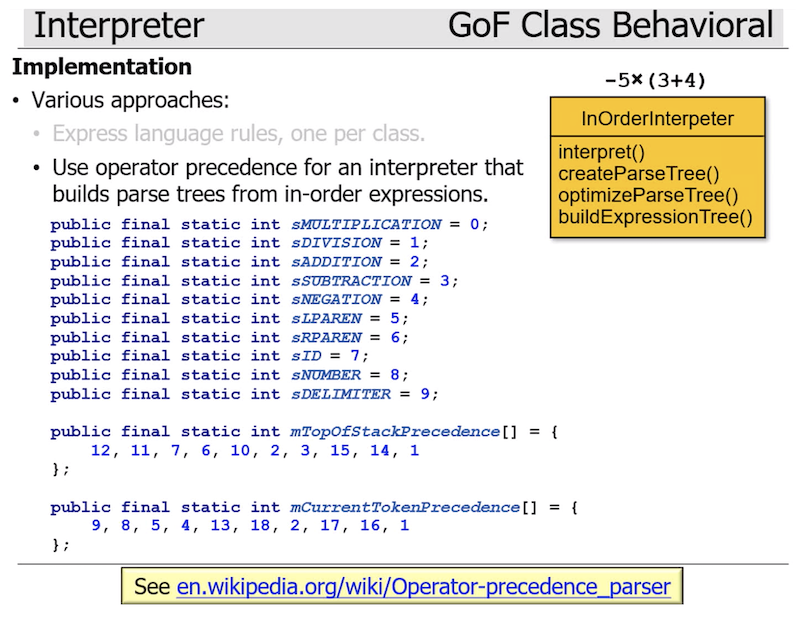 Interpreter GoF Class Behavioral
Implementation
• Various approaches:
• Express language rules, one per class.
• Use operator precedence for an interpreter that
builds parse trees from in-order expressions.
public final static int sMULTIPLICATION = 0;
public final static int sDIVISION = 1;
public final static int sADDITION = 2;
public final static int sSUBTRACTION = 3;
public final static int sNEGATION = 4;
public final static int sLPAREN = 5;
public final static int sRPAREN = 6;
public final static int sID = 7;
public final static int sNUMBER = 8;
public final static int sDELIMITER = 9;
public final static int mTopOfStackPrecedence[] = {
12, 11, 7, 6, 10, 2, 3, 15, 14, 1
};
public final static int mCurrentTokenPrecedence[] = {
9, 8, 5, 4, 13, 18, 2, 17, 16, 1
};
-5×(3+4)
InOrderInterpeter
interpret()
createParseTree()
optimizeParseTree()
buildExpressionTree()
See en.wikipedia.org/wiki/Operator-precedence_parser